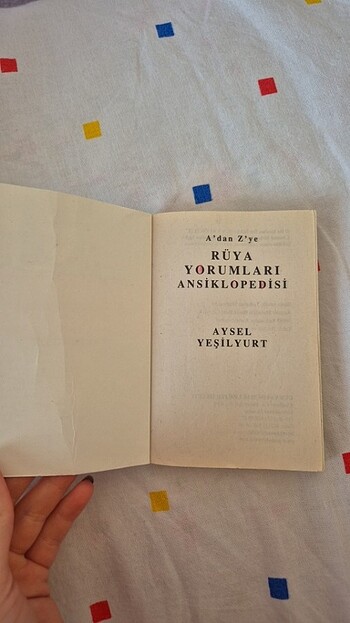 A'dan Z'ye
RÜYA
YORUMLARI
ANSİKLOPEDİSİ
AYSEL
YEŞİLYURT